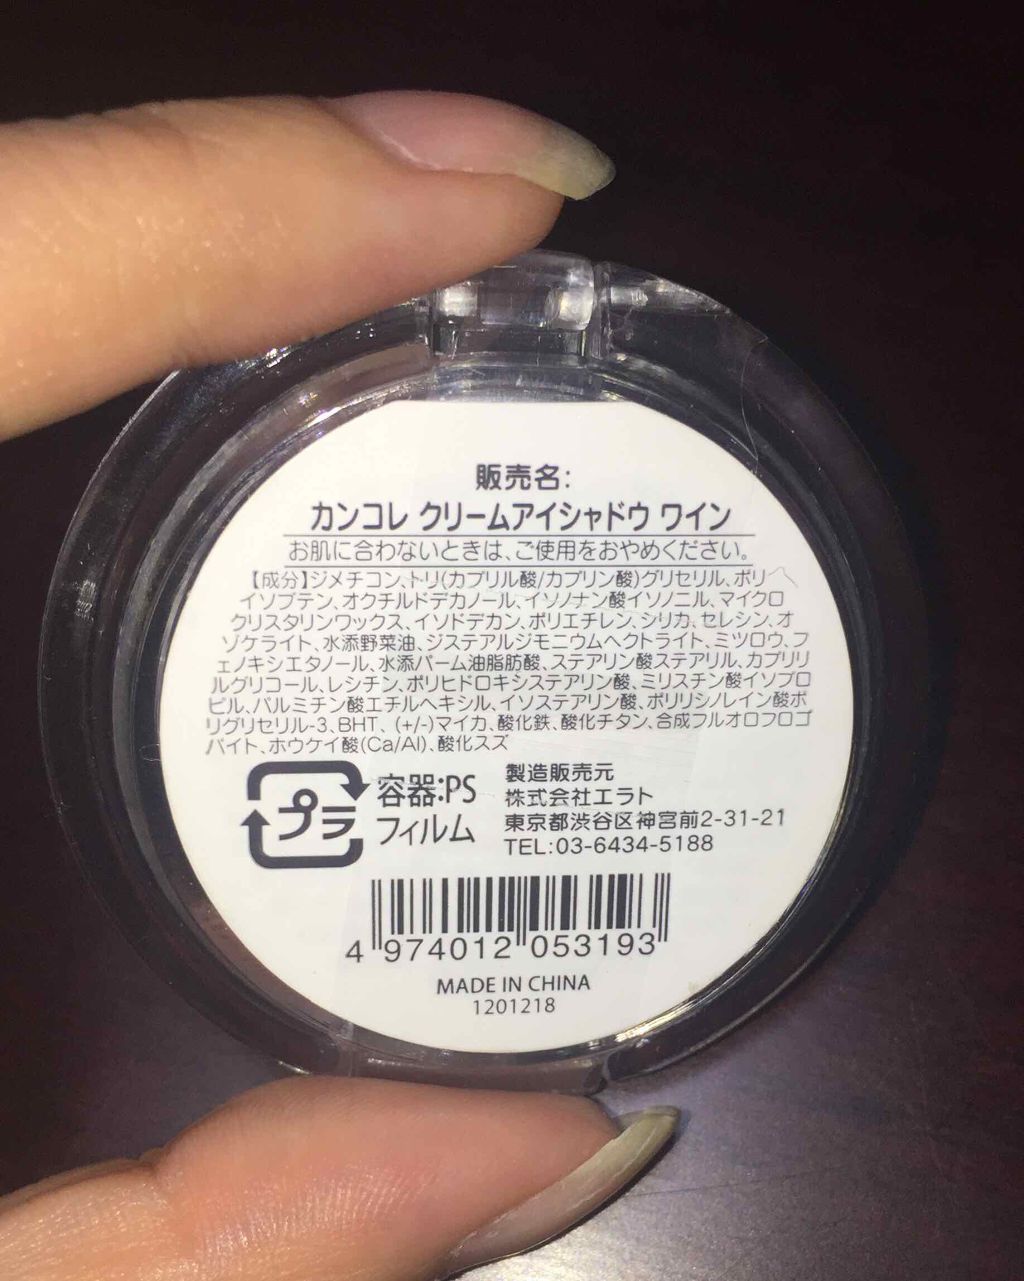 販売名:
カンコレ クリームアイシャドウ ワイン
お肌に合わないときは、ご使用をおやめください。
【成分】ジメチコン、トリ(カプリル酸/カプリン酸)グリセリル、ポリ
イソブテン、オクチルドデカノール、イソノナン酸イソノニル、マイクロ
クリスタリンワックス、イソドデカン、ポリエチレン、シリカ、セレシン、オ
ゾケライト、水添野菜油、ジステアルジモニウムヘクトライト、ミツロウ、フ
ェノキシエタノール、水添パーム油脂肪酸、ステアリン酸ステアリル、カプリリ
ルグリコール、レシチン、ポリヒドロキシステアリン酸、ミリスチン酸イソプロ
ピル、パルミチン酸エチルヘキシル、イソステアリン酸、ポリリシノレイン酸ポ
リグリセリル-3、BHT、(+/-)マイカ、酸化鉄、酸化チタン、合成フルオロフロゴ
パイト、ホウケイ酸(Ca/Al)、酸化スズ
プラ
容器:PS
フィルム
製造販売元
株式会社エラト
東京都渋谷区神宮前2-31-21
TEL:03-6434-5188
4 974012 053193
MADE IN CHINA
1201218